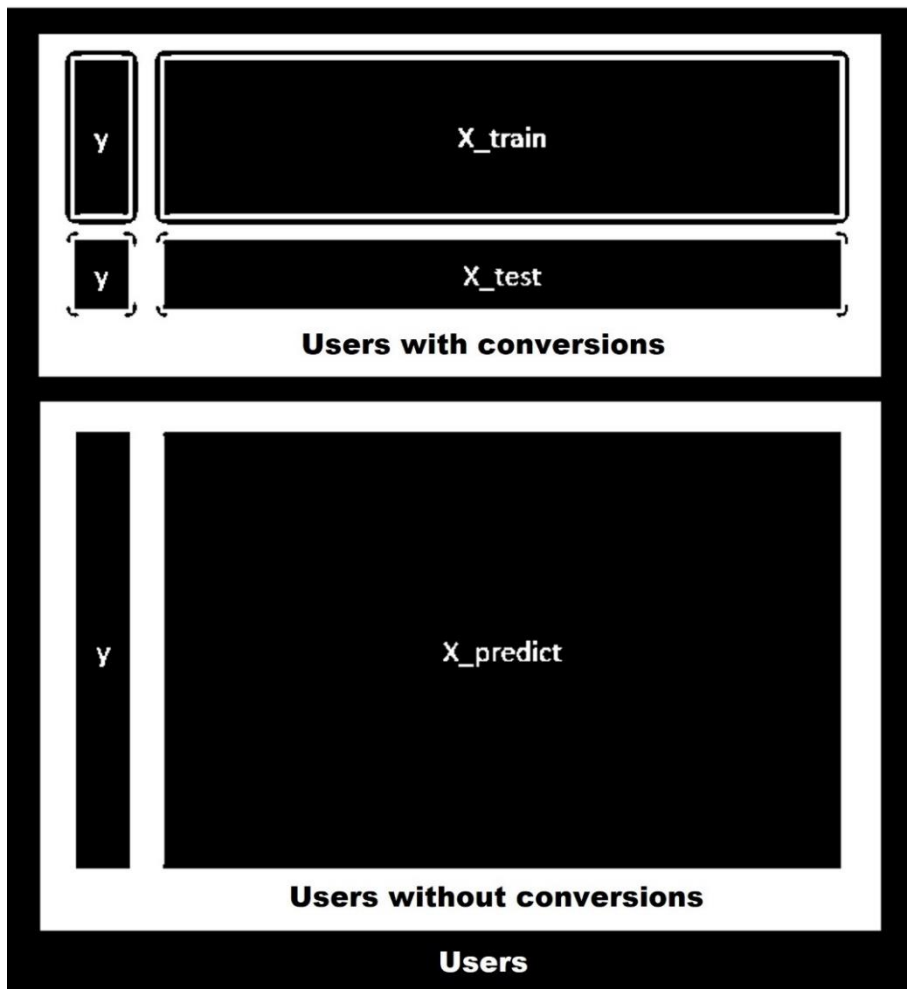 y X_train
y X_test
Users with conversions
y X_predict
Users without conversions
Users